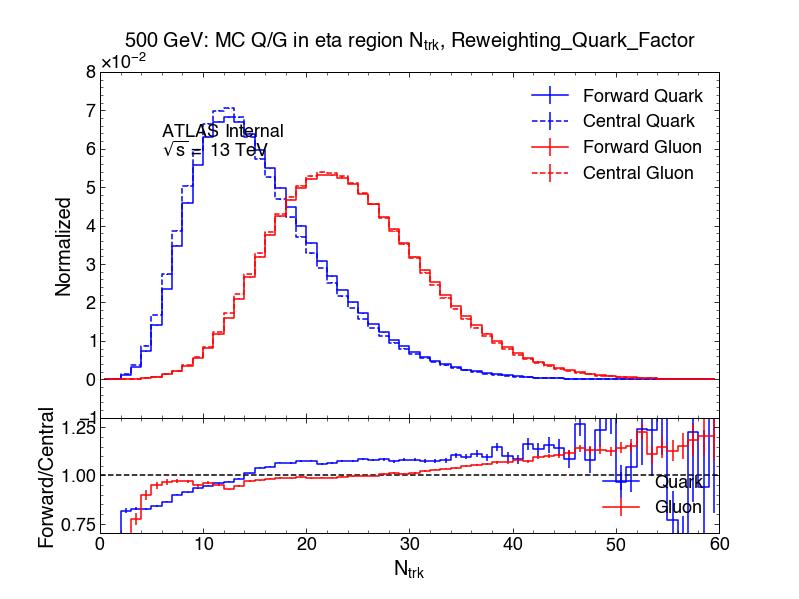 500 GeV: MC Q/G in eta region N_trk, Reweighting_Quark_Factor
×10⁻²
8
7
6
5
4
3
2
1
0
−1
Normalized
ATLAS Internal
√s = 13 TeV
Forward Quark
Central Quark
Forward Gluon
Central Gluon
1.25
1.00
0.75
Forward/Central
Quark
Gluon
0 10 20 30 40 50 60
N_trk